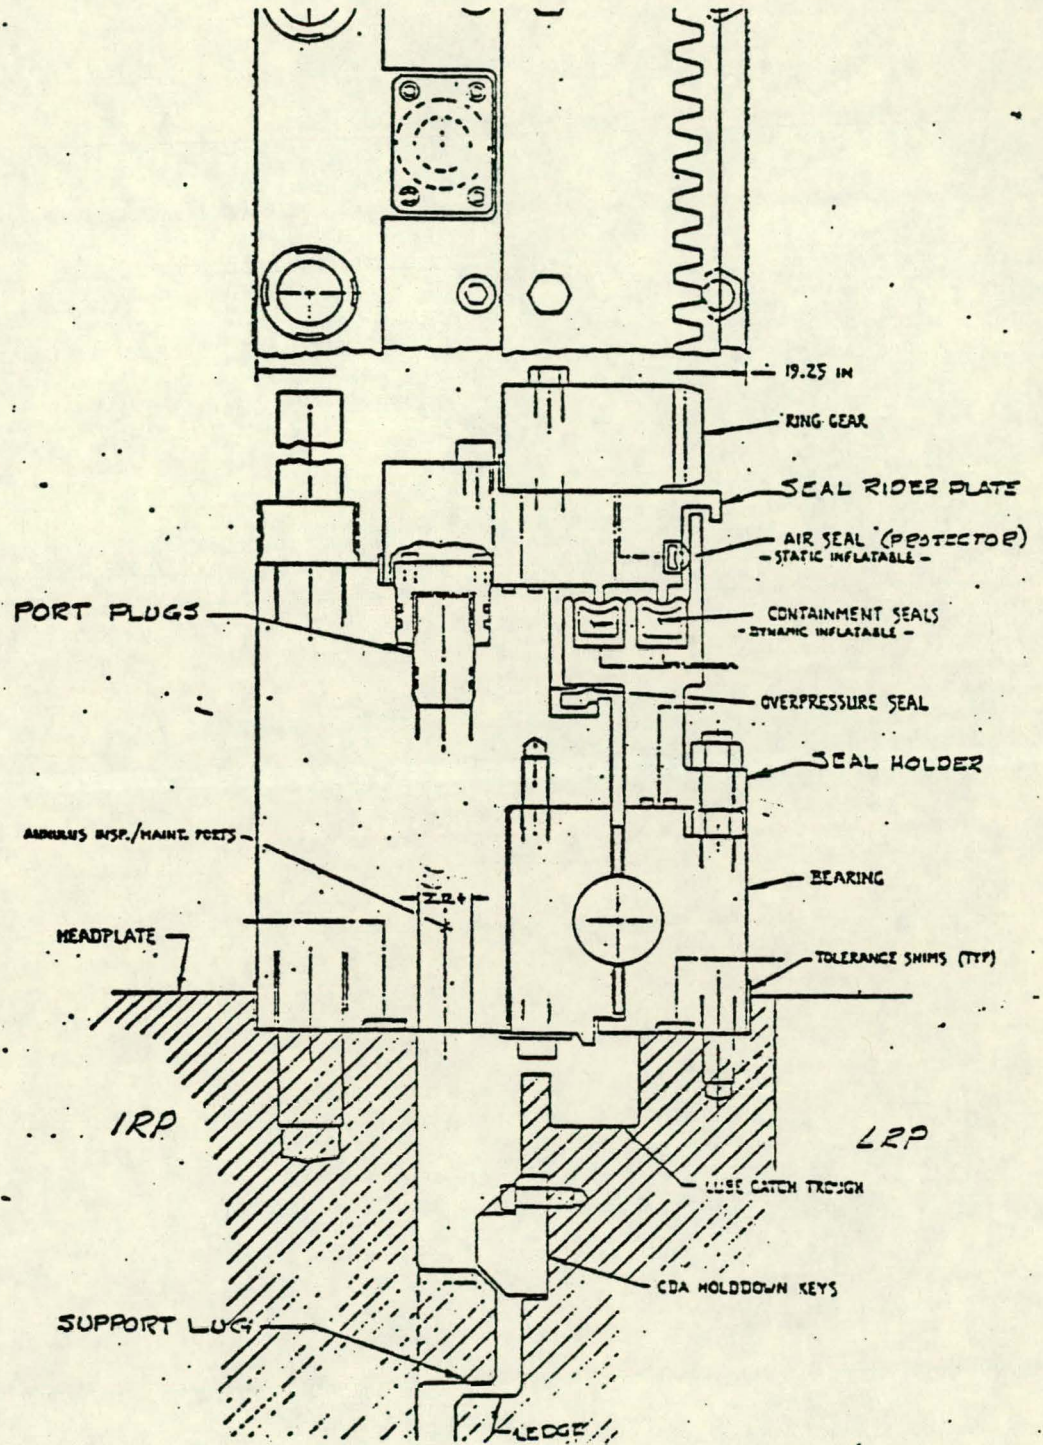 19.25 IN
RING GEAR
SEAL RIDER PLATE
AIR SEAL (PROTECTOR)
- STATIC INFLATABLE -
PORT PLUGS
CONTAINMENT SEALS
- DYNAMIC INFLATABLE -
OVERPRESSURE SEAL
SEAL HOLDER
ANNULUS INSP./MAINT. PORTS
BEARING
HEADPLATE
TOLERANCE SHIMS (TYP)
IRP
LRP
LUBE CATCH TROUGH
CDA HOLDDOWN KEYS
SUPPORT LUG
LEDGE